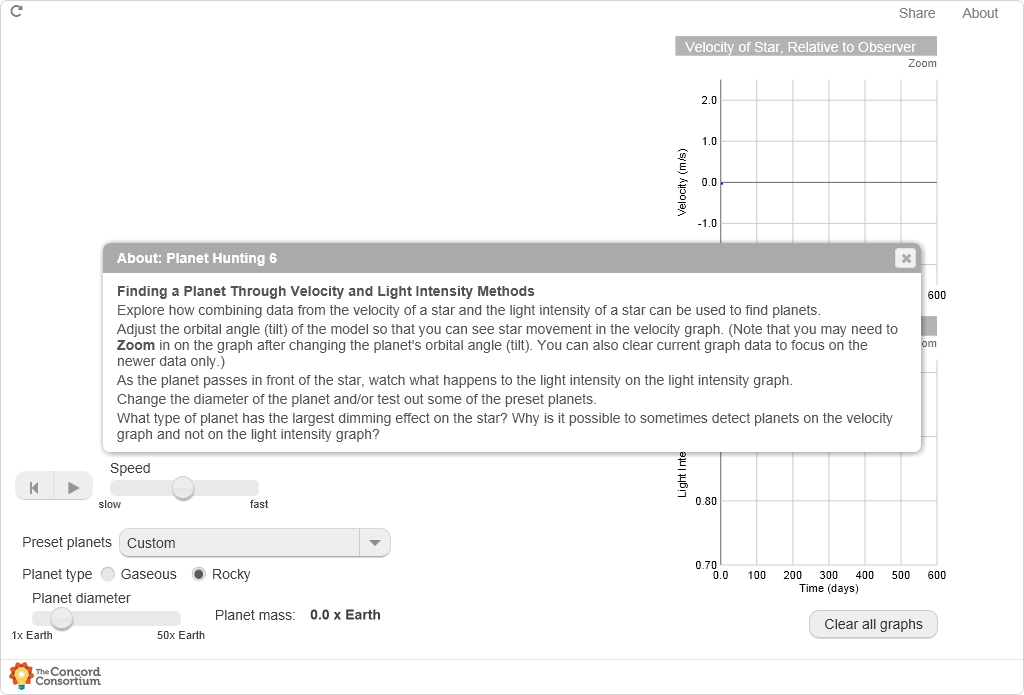 Share About
Velocity of Star, Relative to Observer
Zoom
2.0
1.0
0.0
-1.0
Velocity (m/s)
600
About: Planet Hunting 6
Finding a Planet Through Velocity and Light Intensity Methods
Explore how combining data from the velocity of a star and the light intensity of a star can be used to find planets.
Adjust the orbital angle (tilt) of the model so that you can see star movement in the velocity graph. (Note that you may need to
Zoom in on the graph after changing the planet's orbital angle (tilt). You can also clear current graph data to focus on the
newer data only.)
As the planet passes in front of the star, watch what happens to the light intensity on the light intensity graph.
Change the diameter of the planet and/or test out some of the preset planets.
What type of planet has the largest dimming effect on the star? Why is it possible to sometimes detect planets on the velocity
graph and not on the light intensity graph?
om
Light Inte
0.80
0.70
0.0 100 200 300 400 500 600
Time (days)
Clear all graphs
Speed
slow fast
Preset planets Custom
Planet type Gaseous Rocky
Planet diameter
1x Earth 50x Earth
Planet mass: 0.0 x Earth
The Concord
Consortium